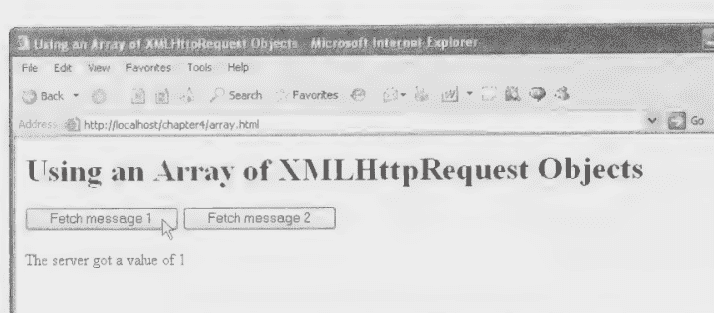 Using an Array of XMLHttpRequest Objects - Microsoft Internet Explorer
File Edit View Favorites Tools Help
Back Search Favorites
Address http://localhost/chapter4/array.html Go
Using an Array of XMLHttpRequest Objects
Fetch message 1 Fetch message 2
The server got a value of 1